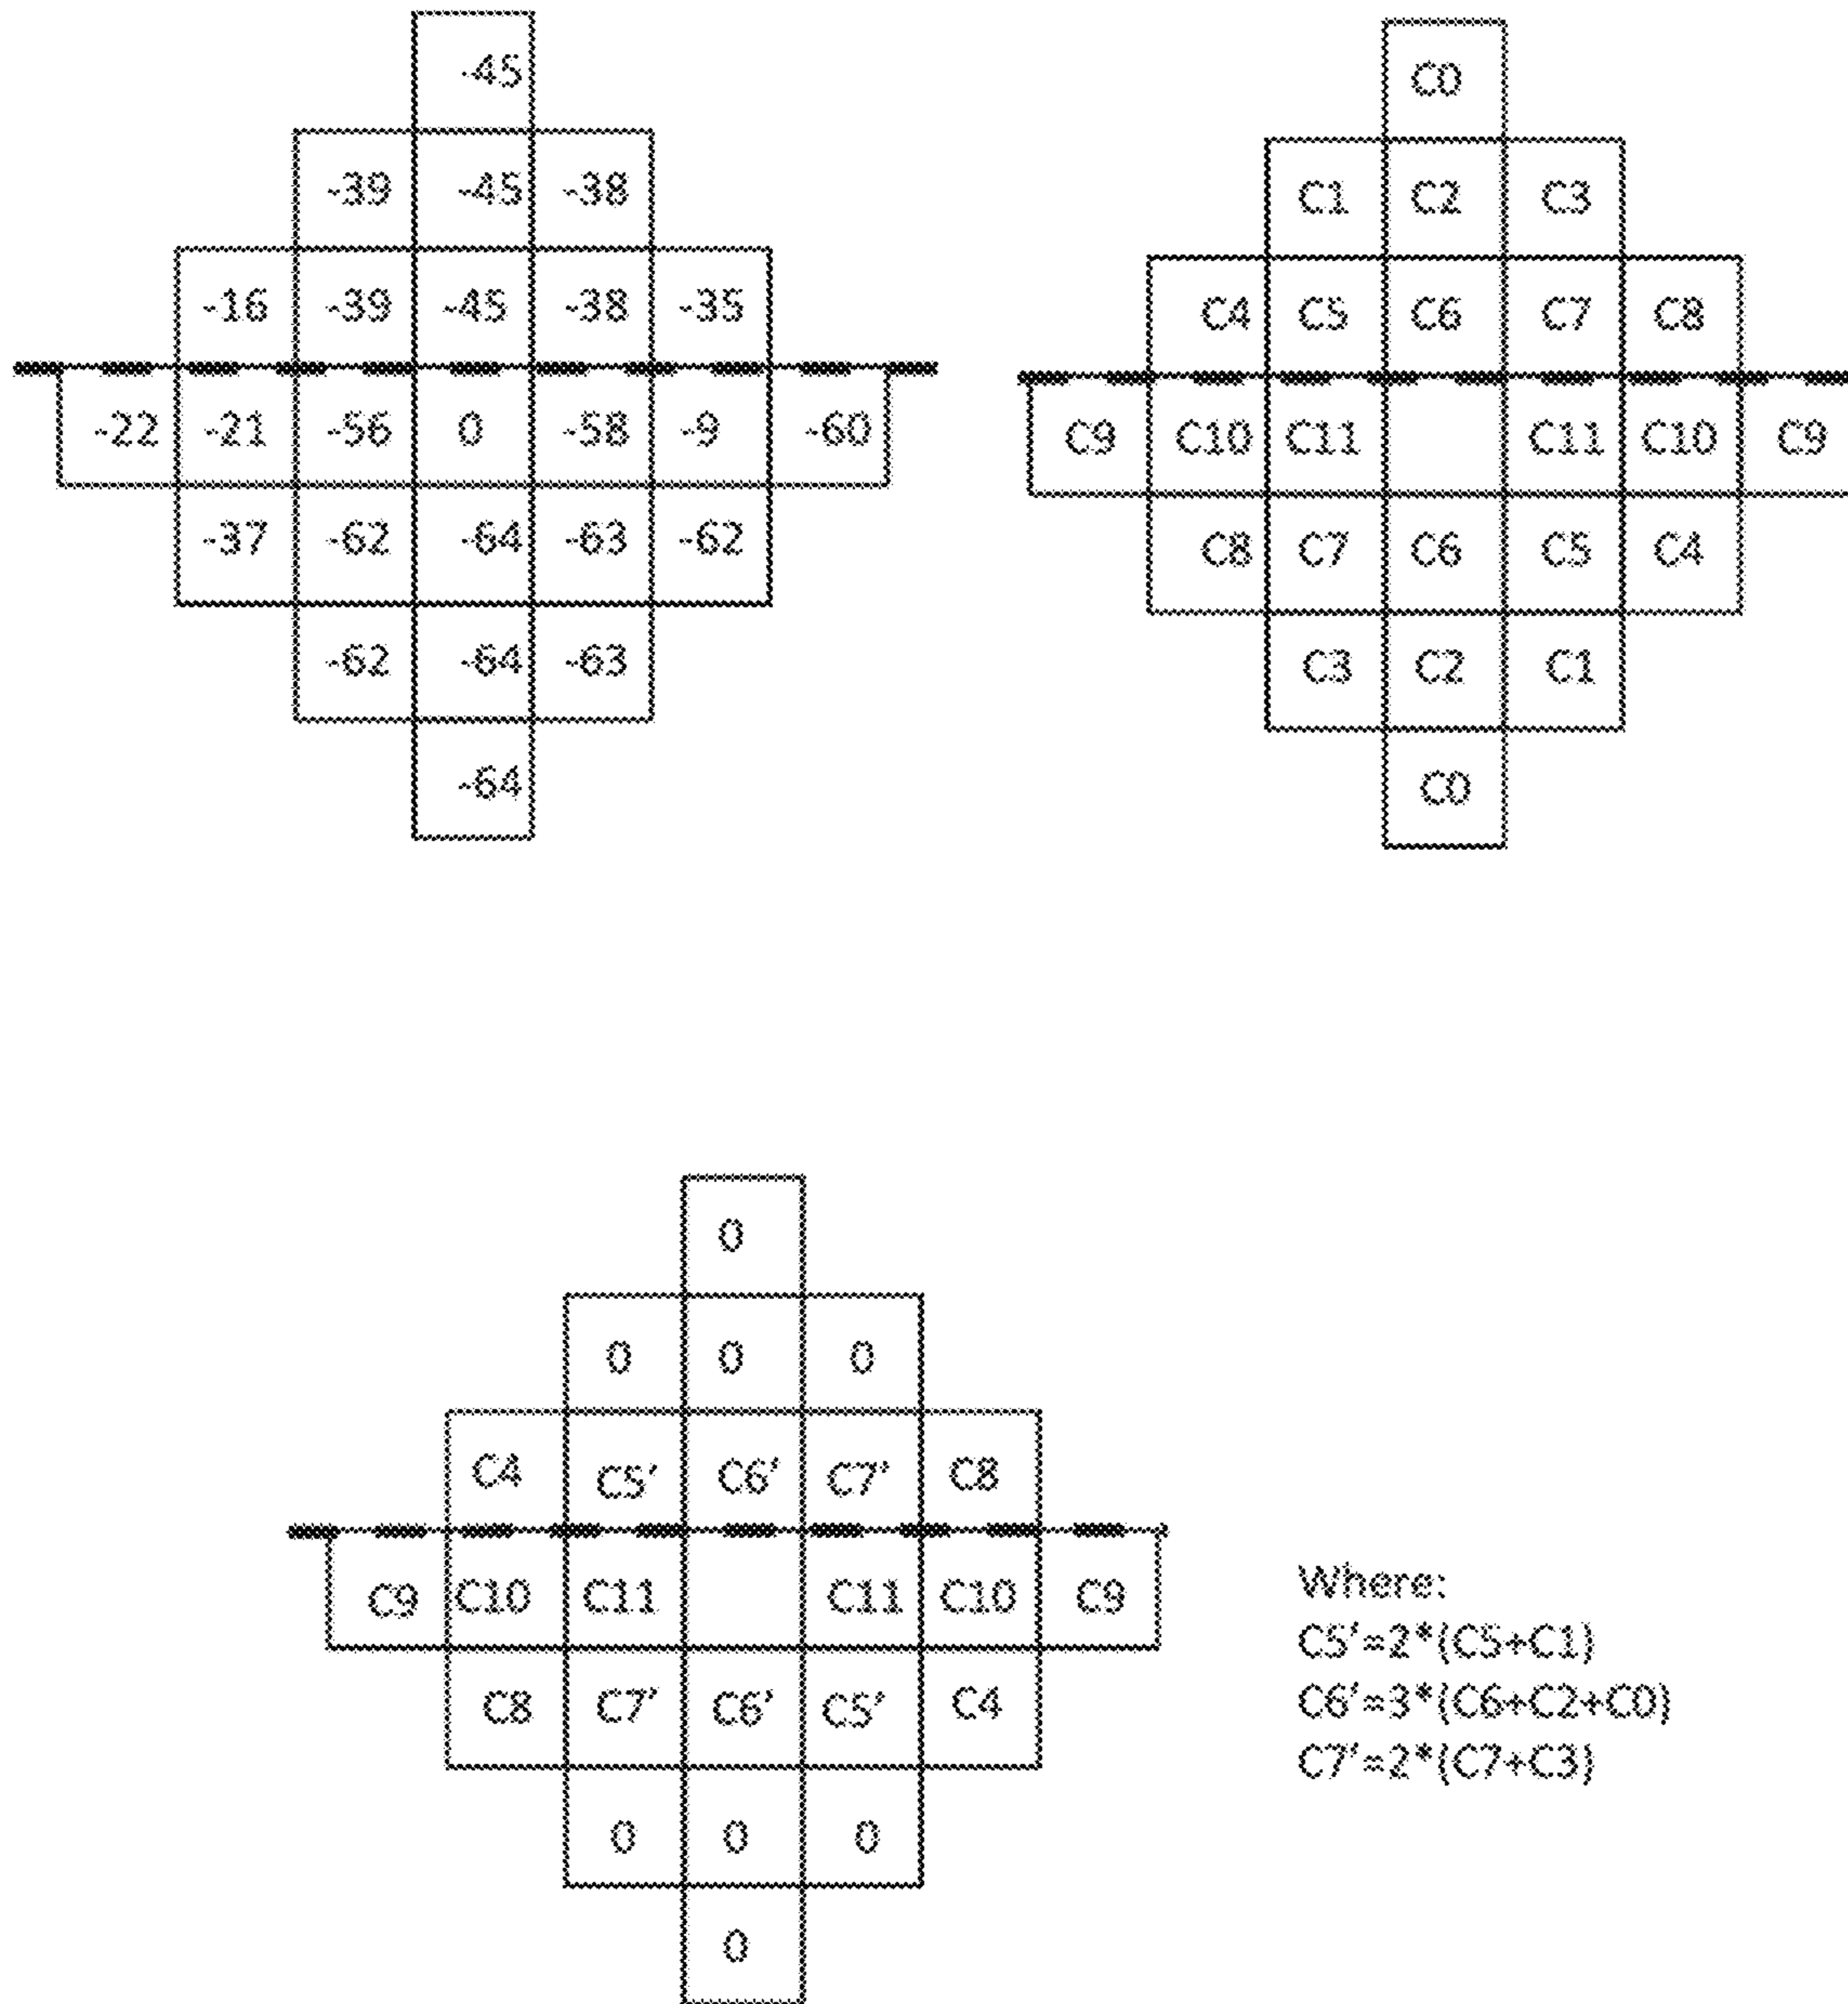 -45
-39 -45 -38
-16 -39 -45 -38 -35
-22 -21 -56 0 -58 -9 -60
-37 -62 -64 -63 -62
-62 -64 -63
-64
C0
C1 C2 C3
C4 C5 C6 C7 C8
C9 C10 C11 C11 C10 C9
C8 C7 C6 C5 C4
C3 C2 C1
C0
0
0 0 0
C4 C5' C6' C7' C8
C9 C10 C11 C11 C10 C9
C8 C7' C6' C5' C4
0 0 0
0
Where:
C5'=2*(C5+C1)
C6'=3*(C6+C2+C0)
C7'=2*(C7+C3)